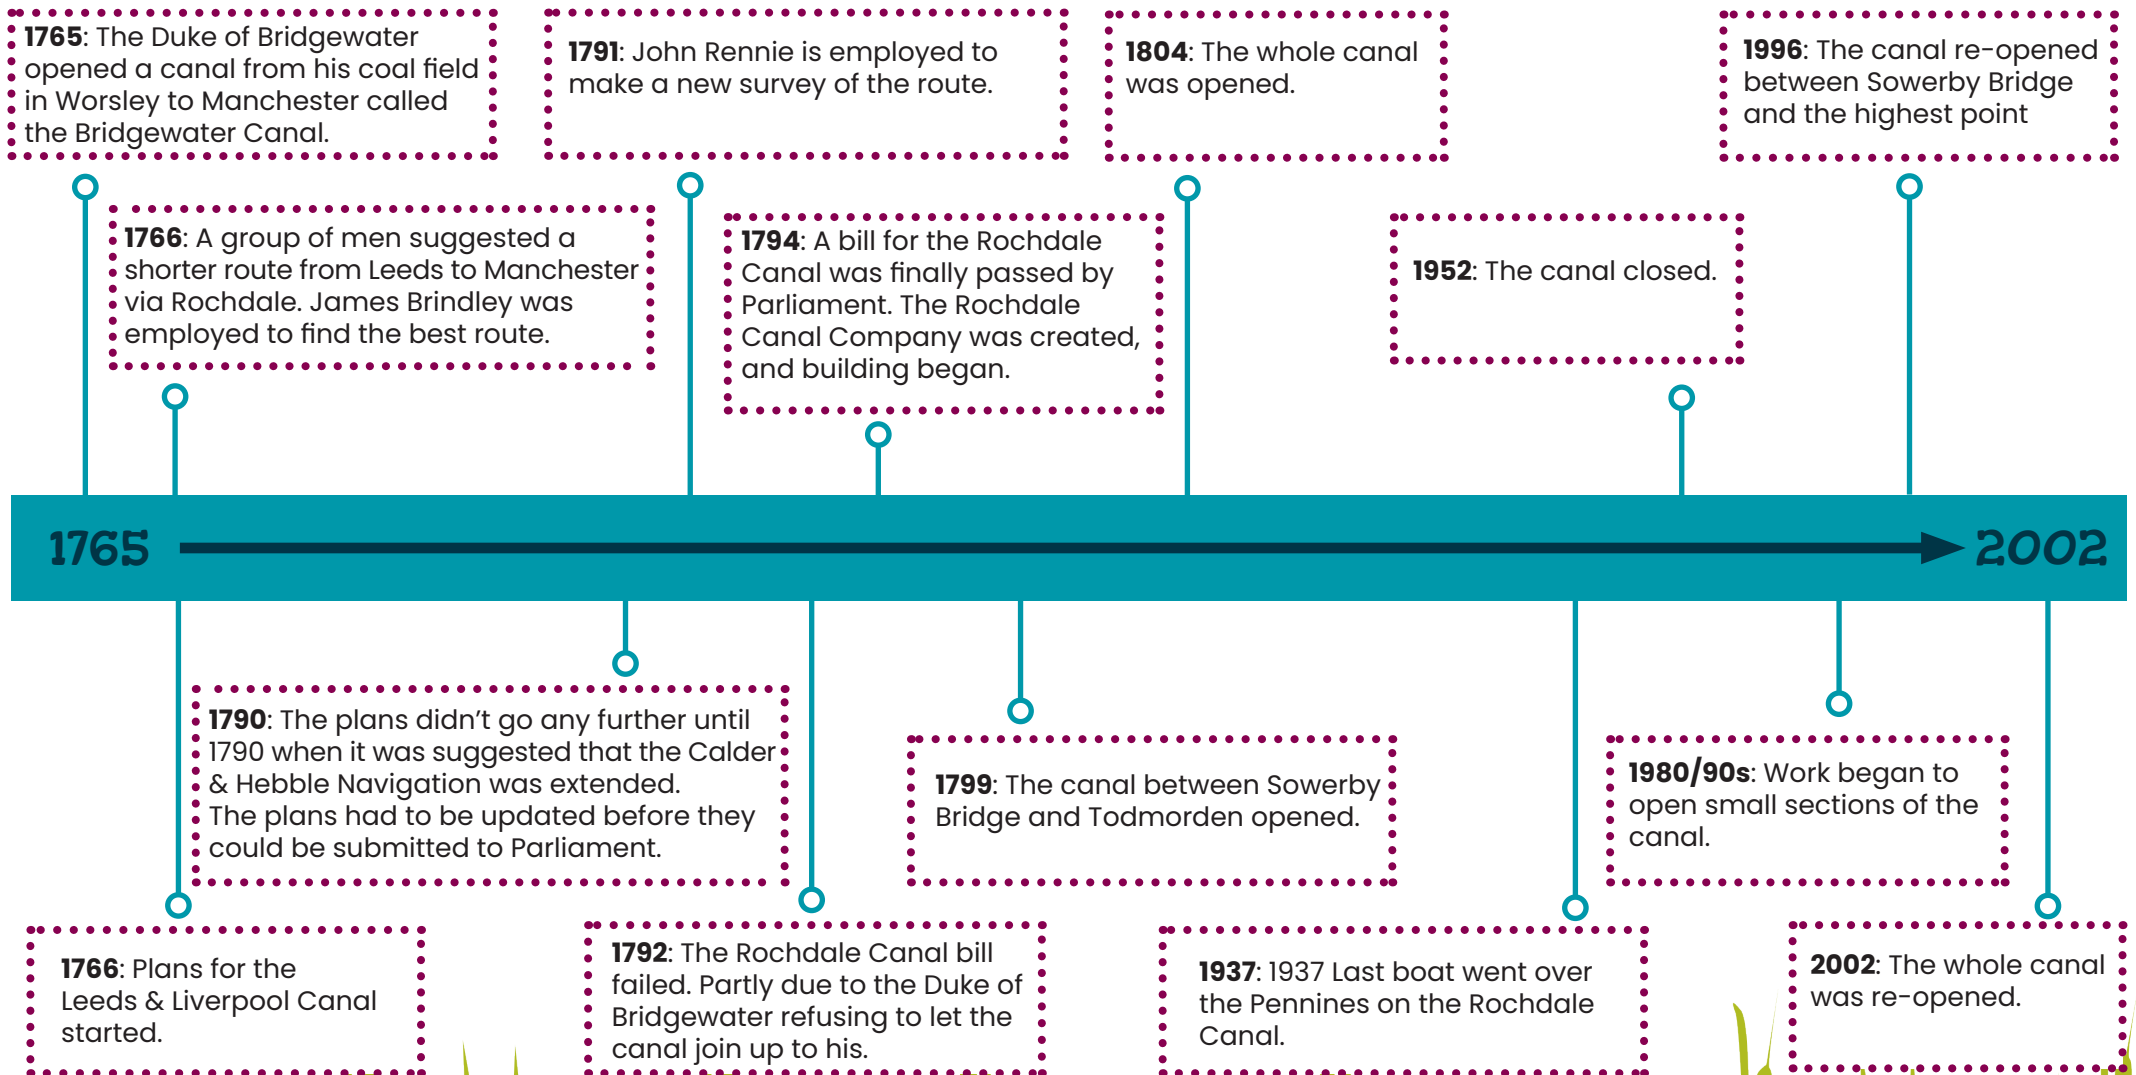 1765: The Duke of Bridgewater
opened a canal from his coal field
in Worsley to Manchester called
the Bridgewater Canal.
1791: John Rennie is employed to
make a new survey of the route.
1804: The whole canal
was opened.
1996: The canal re-opened
between Sowerby Bridge
and the highest point
1766: A group of men suggested a
shorter route from Leeds to Manchester
via Rochdale. James Brindley was
employed to find the best route.
1794: A bill for the Rochdale
Canal was finally passed by
Parliament. The Rochdale
Canal Company was created,
and building began.
1952: The canal closed.
1765
2002
1790: The plans didn't go any further until
1790 when it was suggested that the Calder
& Hebble Navigation was extended.
The plans had to be updated before they
could be submitted to Parliament.
1799: The canal between Sowerby
Bridge and Todmorden opened.
1980/90s: Work began to
open small sections of the
canal.
1766: Plans for the
Leeds & Liverpool Canal
started.
1792: The Rochdale Canal bill
failed. Partly due to the Duke of
Bridgewater refusing to let the
canal join up to his.
1937: 1937 Last boat went over
the Pennines on the Rochdale
Canal.
2002: The whole canal
was re-opened.